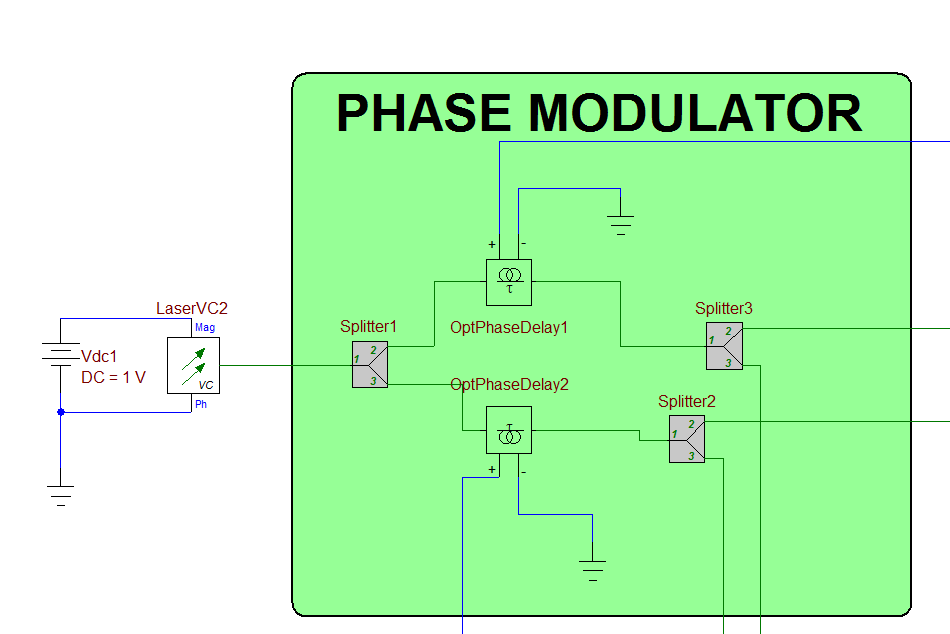 PHASE MODULATOR
+ -
τ
OptPhaseDelay1
LaserVC2
Mag
VC
Ph
Vdc1
DC = 1 V
Splitter1
1 2 3
Splitter3
1 2 3
OptPhaseDelay2
τ
+ -
Splitter2
1 2 3